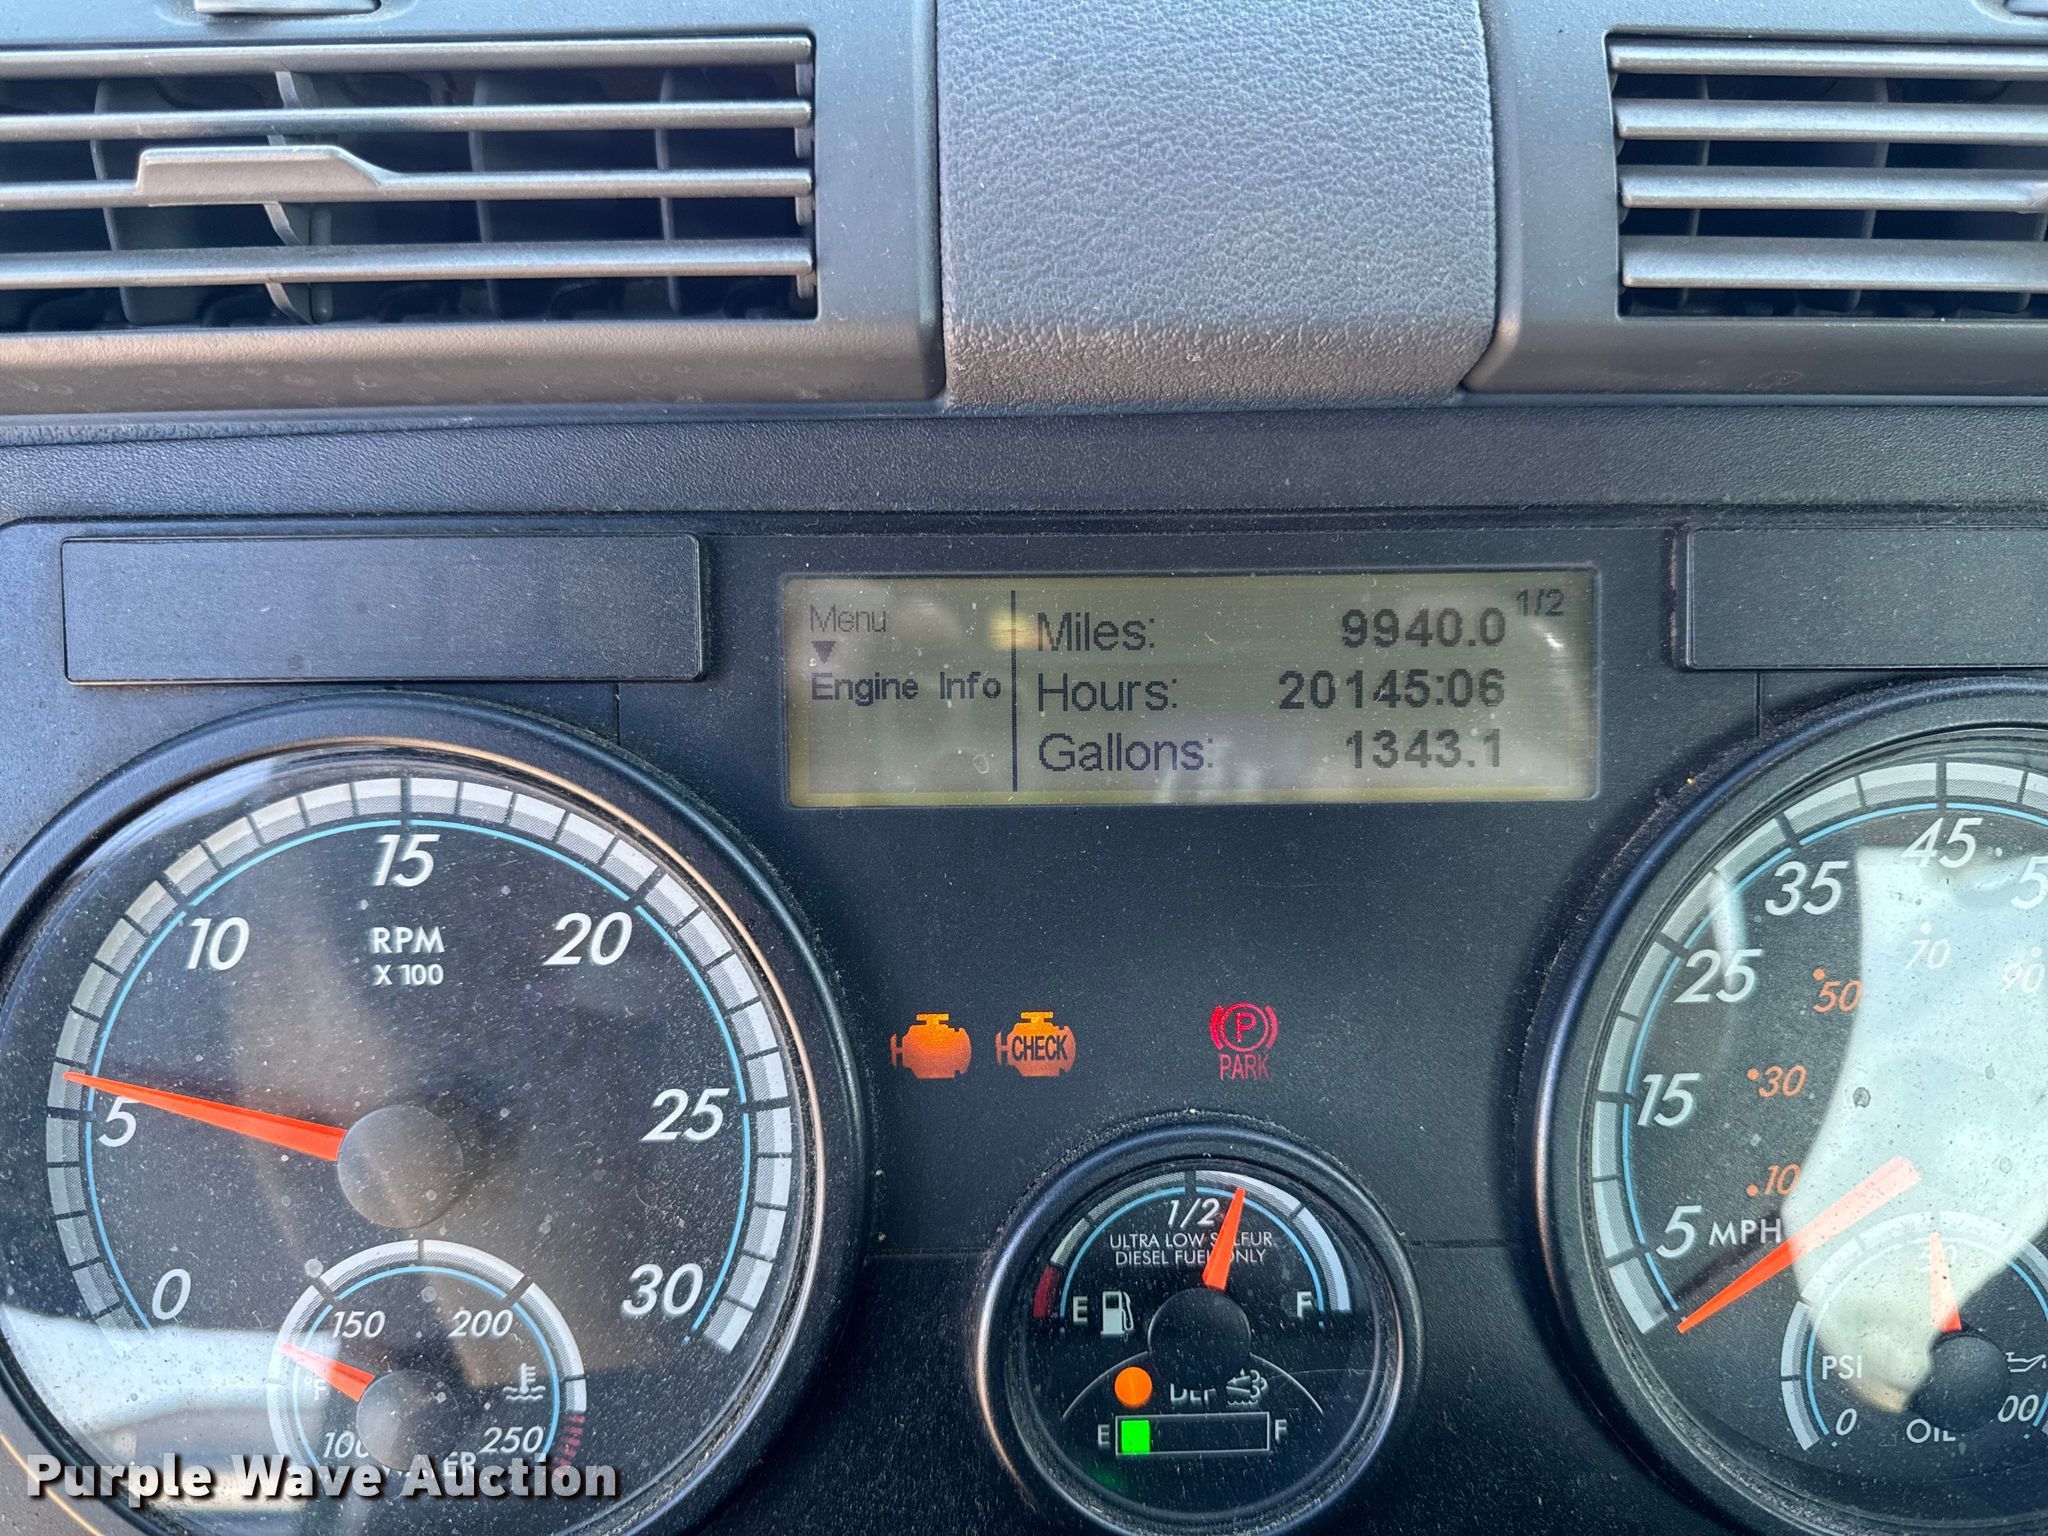 Menu
Engine Info
1/2
Miles: 9940.0
Hours: 20145:06
Gallons: 1343.1
0
5
10
15
20
25
30
RPM
X 100
100
150
200
250
°F
CHECK
P
PARK
1/2
ULTRA LOW SULFUR
DIESEL FUEL ONLY
E
F
DEF
E
F
5
15
25
35
45
MPH
10
30
50
70
90
PSI
0
OIL
Purple Wave Auction